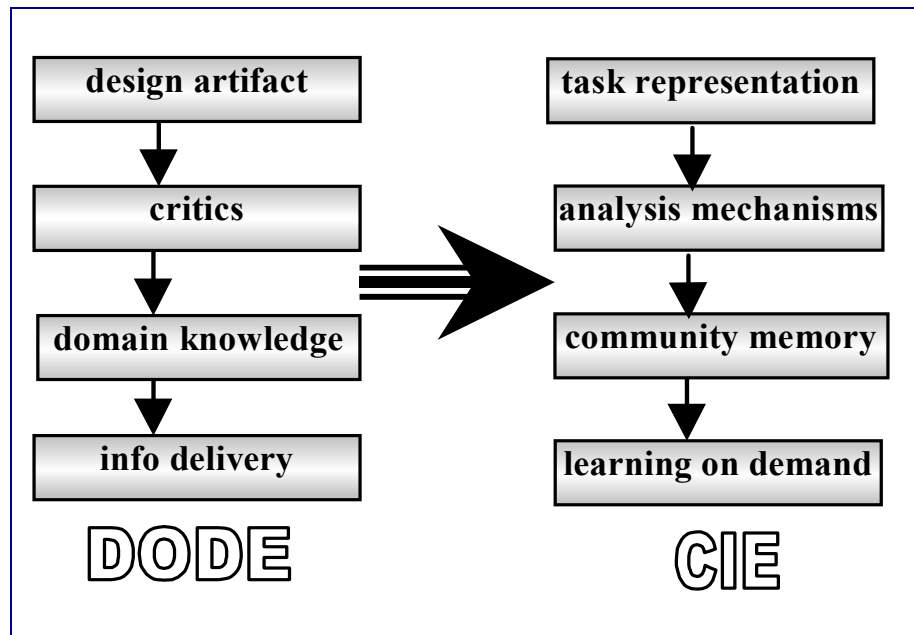 design artifact
critics
domain knowledge
info delivery
DODE
task representation
analysis mechanisms
community memory
learning on demand
CIE